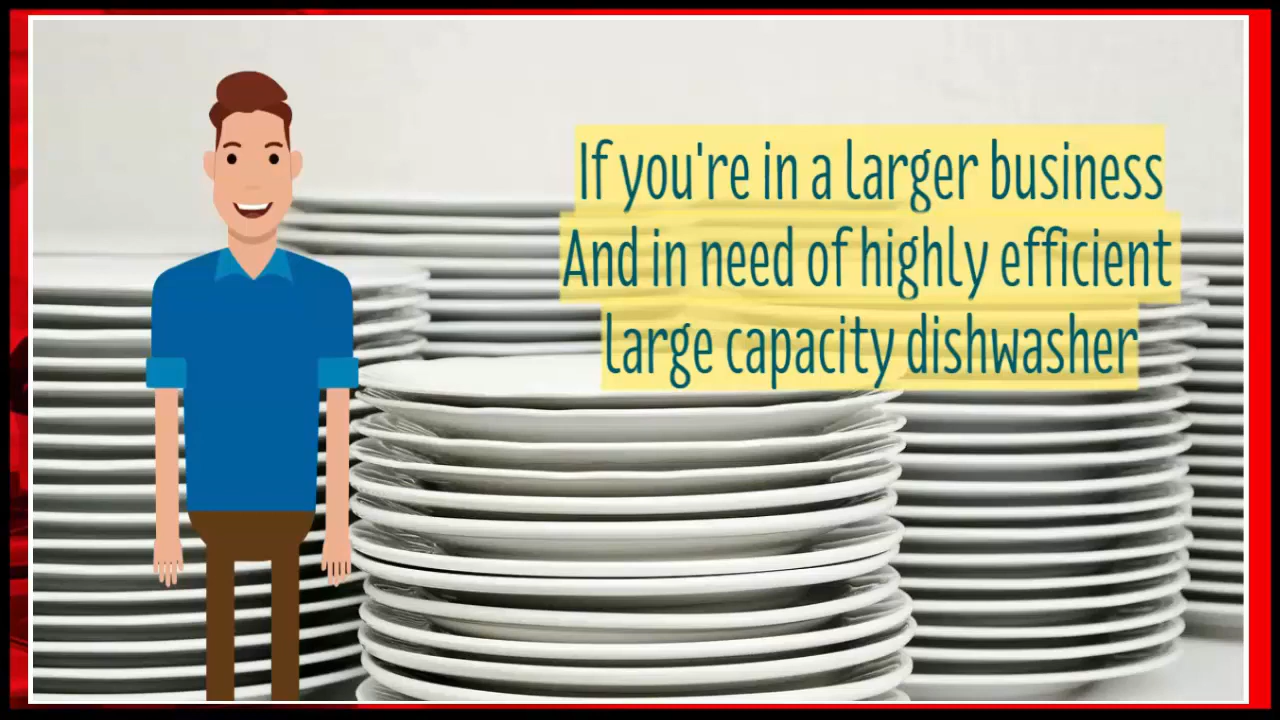 If you're in a larger business
And in need of highly efficient
large capacity dishwasher